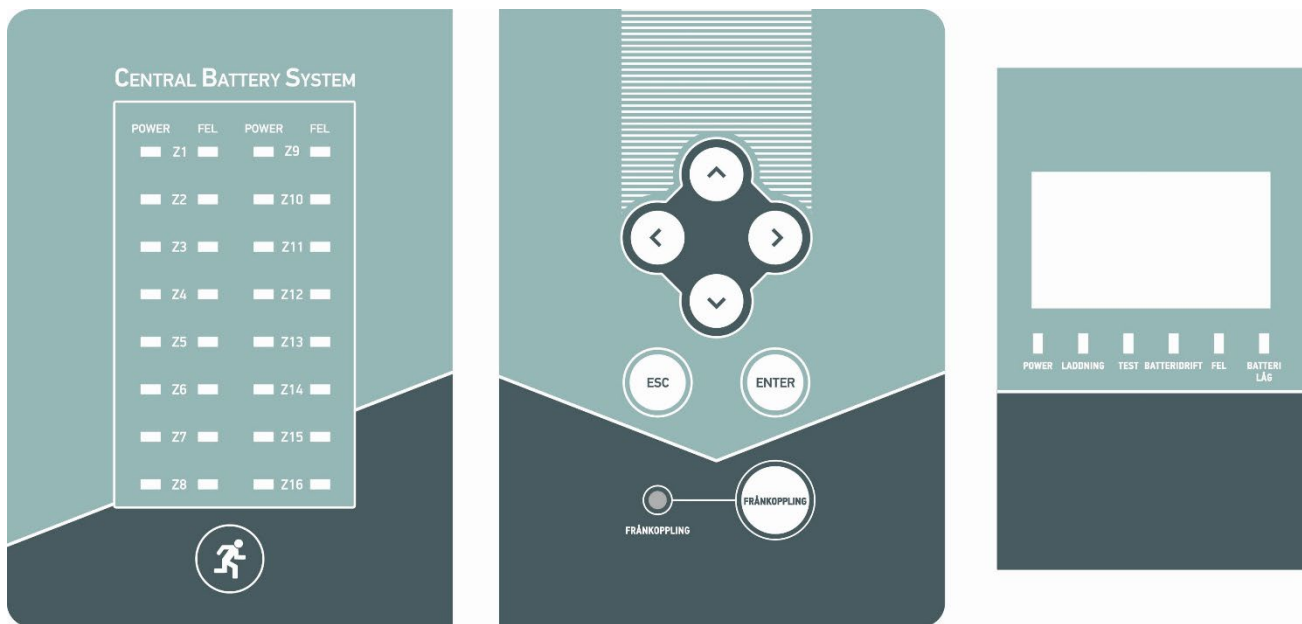 CENTRAL BATTERY SYSTEM
POWER FEL POWER FEL
Z1 Z9
Z2 Z10
Z3 Z11
Z4 Z12
Z5 Z13
Z6 Z14
Z7 Z15
Z8 Z16
ESC ENTER
FRÅNKOPPLING
FRÅNKOPPLING
POWER LADDNING TEST BATTERIDRIFT FEL BATTERI
LÅG